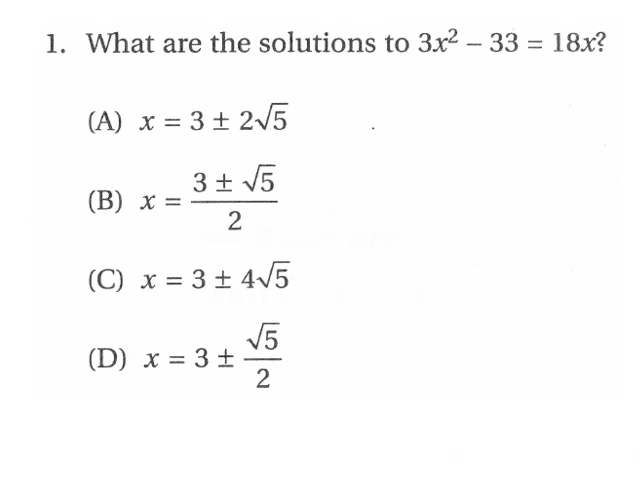 1. What are the solutions to 3x² – 33 = 18x?
(A) x = 3 ± 2√5
(B) x = (3 ± √5)/2
(C) x = 3 ± 4√5
(D) x = 3 ± √5/2